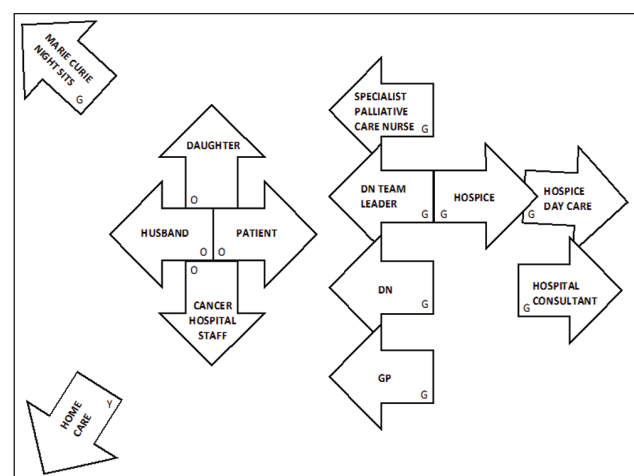 MARIE CURIE
NIGHT SITS
G
DAUGHTER
O
HUSBAND
O
PATIENT
O
O
CANCER
HOSPITAL
STAFF
SPECIALIST
PALLIATIVE
CARE NURSE
G
DN TEAM
LEADER
G
HOSPICE
G
HOSPICE
DAY CARE
G
DN
G
HOSPITAL
CONSULTANT
G
GP
G
HOME
CARE
Y